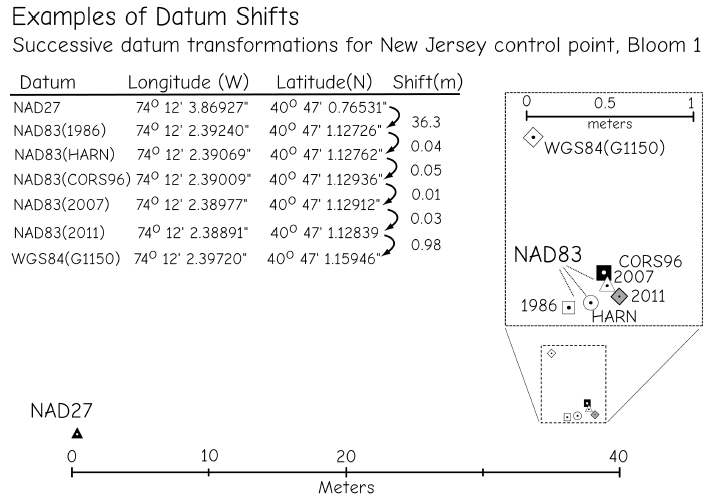 Examples of Datum Shifts
Successive datum transformations for New Jersey control point, Bloom 1
Datum Longitude (W) Latitude(N) Shift(m)
NAD27 74° 12' 3.86927" 40° 47' 0.76531"
36.3
NAD83(1986) 74° 12' 2.39240" 40° 47' 1.12726"
0.04
NAD83(HARN) 74° 12' 2.39069" 40° 47' 1.12762"
0.05
NAD83(CORS96) 74° 12' 2.39009" 40° 47' 1.12936"
0.01
NAD83(2007) 74° 12' 2.38977" 40° 47' 1.12912"
0.03
NAD83(2011) 74° 12' 2.38891" 40° 47' 1.12839
0.98
WGS84(G1150) 74° 12' 2.39720" 40° 47' 1.15946"
0 0.5 1
meters
WGS84(G1150)
NAD83
CORS96
2007
2011
1986
HARN
NAD27
0 10 20 40
Meters